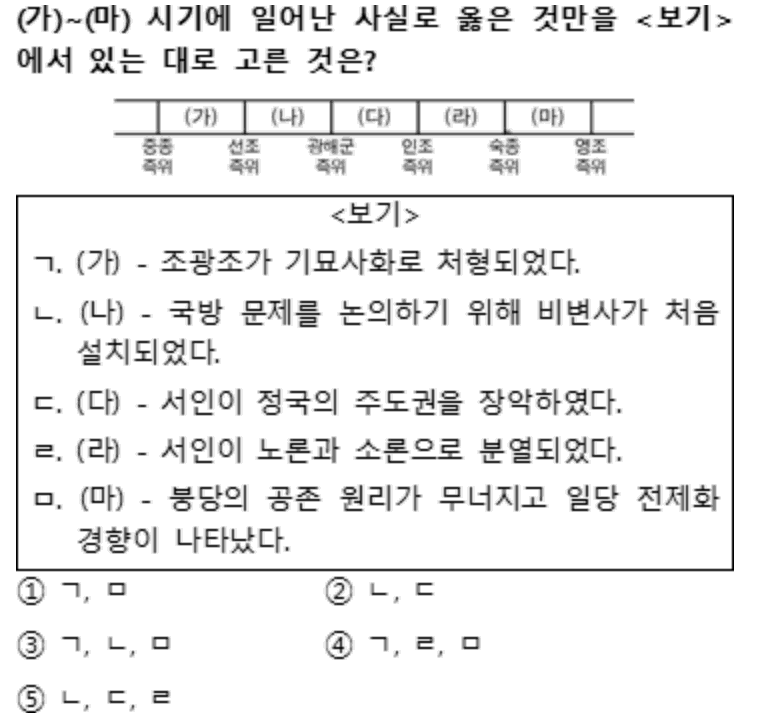 (가)~(마) 시기에 일어난 사실로 옳은 것만을 <보기>
에서 있는 대로 고른 것은?
(가) (나) (다) (라) (마)
중종 선조 광해군 인조 숙종 영조
즉위 즉위 즉위 즉위 즉위 즉위
<보기>
ㄱ. (가) - 조광조가 기묘사화로 처형되었다.
ㄴ. (나) - 국방 문제를 논의하기 위해 비변사가 처음
설치되었다.
ㄷ. (다) - 서인이 정국의 주도권을 장악하였다.
ㄹ. (라) - 서인이 노론과 소론으로 분열되었다.
ㅁ. (마) - 붕당의 공존 원리가 무너지고 일당 전제화
경향이 나타났다.
① ㄱ, ㅁ ② ㄴ, ㄷ
③ ㄱ, ㄴ, ㅁ ④ ㄱ, ㄹ, ㅁ
⑤ ㄴ, ㄷ, ㄹ